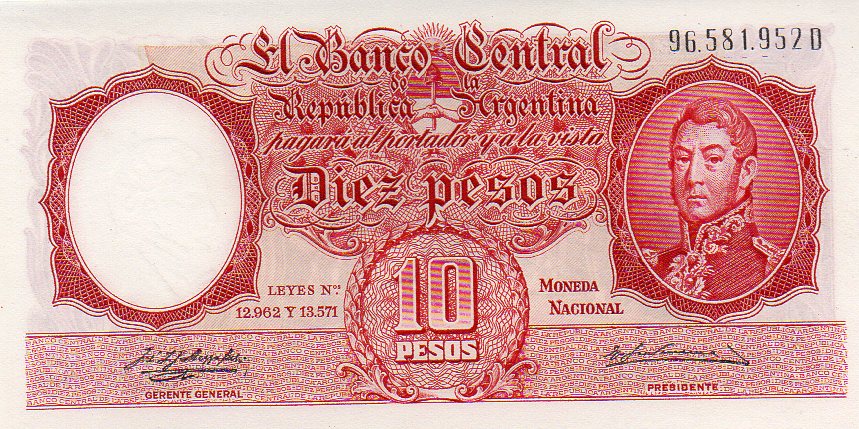 96.581.952 D
El Banco Central
de la
República Argentina
pagará al portador y a la vista
Diez pesos
LEYES Nos.
12.962 Y 13.571
10
PESOS
MONEDA
NACIONAL
GERENTE GENERAL
PRESIDENTE